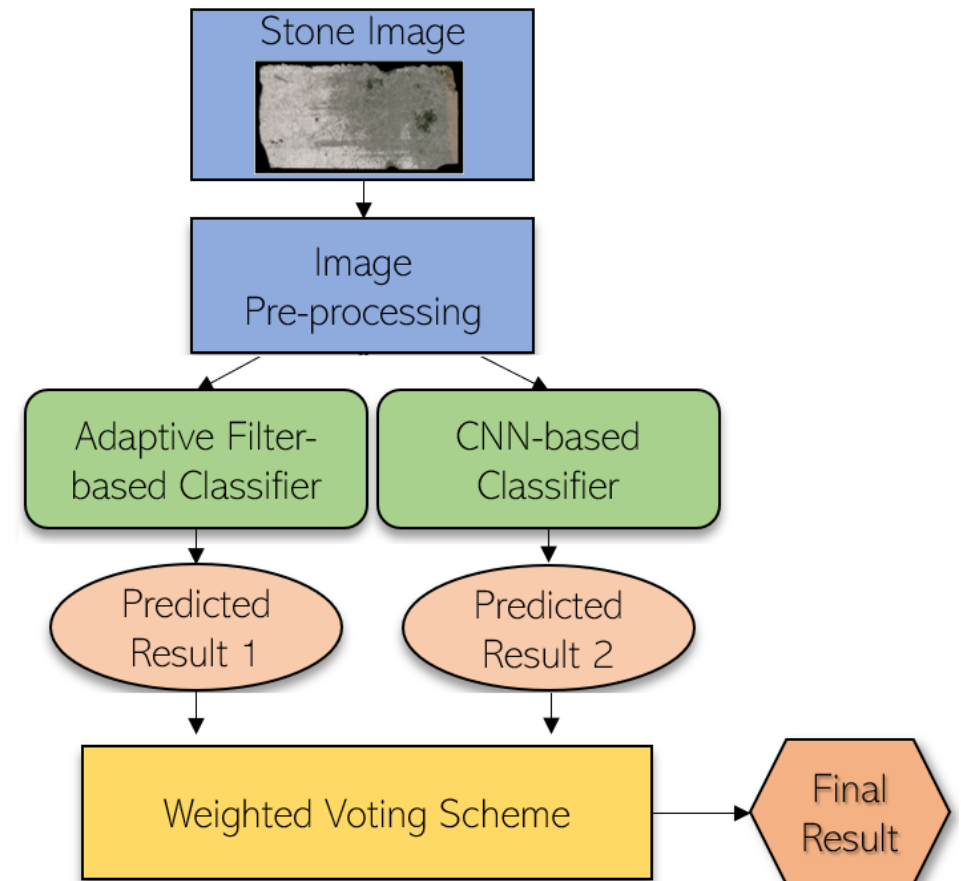 Stone Image
Image
Pre-processing
Adaptive Filter-
based Classifier
CNN-based
Classifier
Predicted
Result 1
Predicted
Result 2
Weighted Voting Scheme
Final
Result